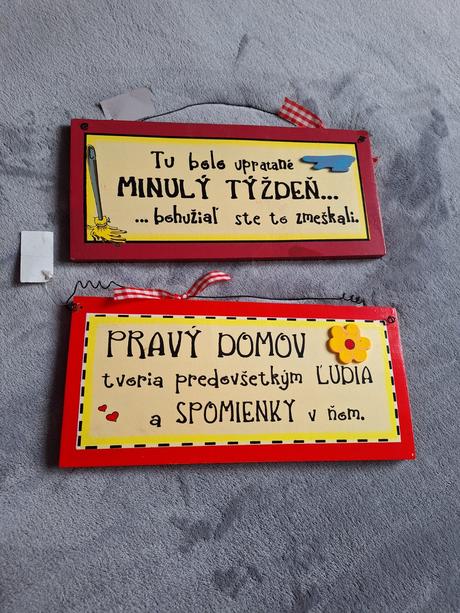 Tu bolo upratané
MINULÝ TÝŽDEŇ...
...bohužiaľ ste to zmeškali.
PRAVÝ DOMOV
tvoria predovšetkým ĽUDIA
a SPOMIENKY v ňom.